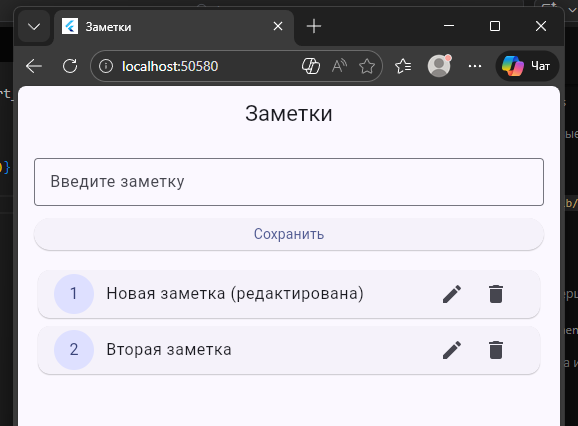 Заметки
localhost:50580
Чат
Заметки
Введите заметку
Сохранить
1 Новая заметка (редактирована)
2 Вторая заметка